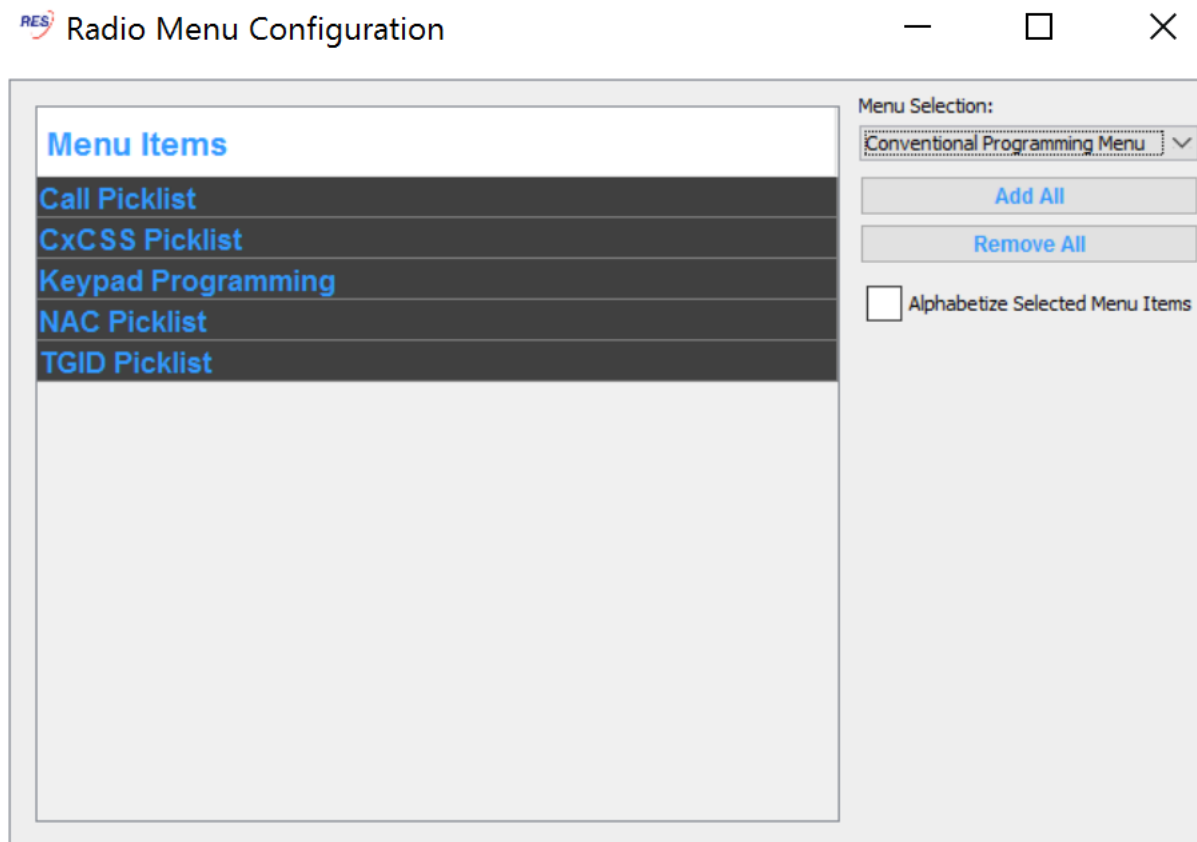 RES
Radio Menu Configuration
Menu Items
Call Picklist
CxCSS Picklist
Keypad Programming
NAC Picklist
TGID Picklist
Menu Selection:
Conventional Programming Menu
Add All
Remove All
Alphabetize Selected Menu Items